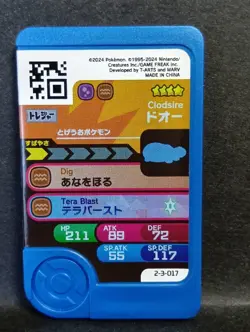 ©2024 Pokémon. ©1995-2024 Nintendo/
Creatures Inc./GAME FREAK inc.
Developed by T-ARTS and MARV
MADE IN CHINA
トレジャー
Clodsire
ドオー
とげうおポケモン
すばやさ
Dig
あなをほる
Tera Blast
テラバースト
HP 211 ATK 89 DEF 72
SP.ATK 55 SP.DEF 117
2-3-017